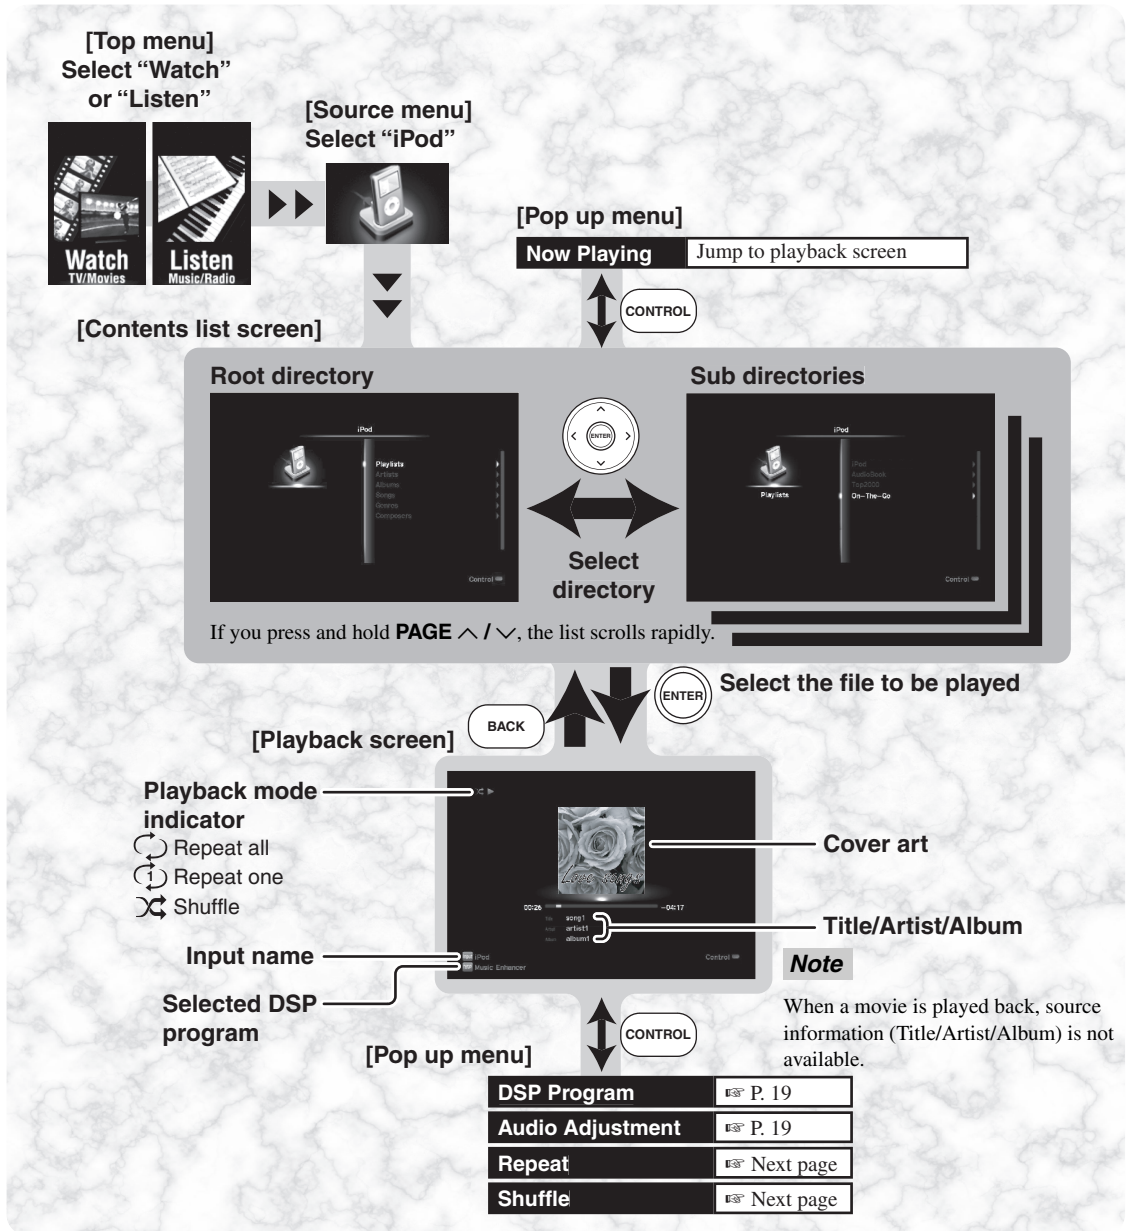 [Top menu]
Select “Watch”
or “Listen”
[Source menu]
Select “iPod”
Watch
TV/Movies
Listen
Music/Radio
[Pop up menu]
Now Playing Jump to playback screen
CONTROL
[Contents list screen]
Root directory
iPod
Playlists
Artists
Albums
Songs
Genres
Composers
Control
ENTER
Select
directory
Sub directories
iPod
Playlists
iPod
AudioBook
Top2000
On-The-Go
Control
If you press and hold PAGE ∧ / ∨, the list scrolls rapidly.
BACK
ENTER
Select the file to be played
[Playback screen]
Playback mode
indicator
Repeat all
1 Repeat one
Shuffle
Input name
Selected DSP
program
Love songs
00:26 -04:17
song1
artist1
album1
iPod
Music Enhancer
Control
Cover art
Title/Artist/Album
Note
When a movie is played back, source
information (Title/Artist/Album) is not
available.
CONTROL
[Pop up menu]
DSP Program ☞ P. 19
Audio Adjustment ☞ P. 19
Repeat ☞ Next page
Shuffle ☞ Next page